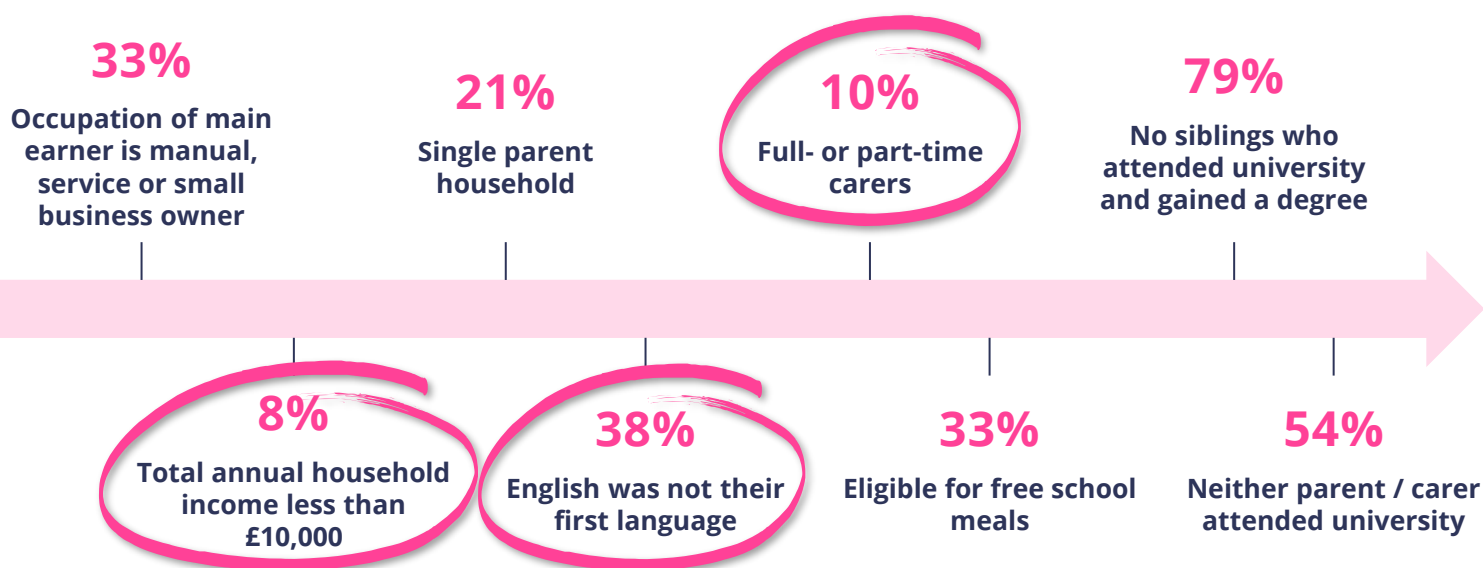 33%
Occupation of main
earner is manual,
service or small
business owner
21%
Single parent
household
10%
Full- or part-time
carers
79%
No siblings who
attended university
and gained a degree
8%
Total annual household
income less than
£10,000
38%
English was not their
first language
33%
Eligible for free school
meals
54%
Neither parent / carer
attended university